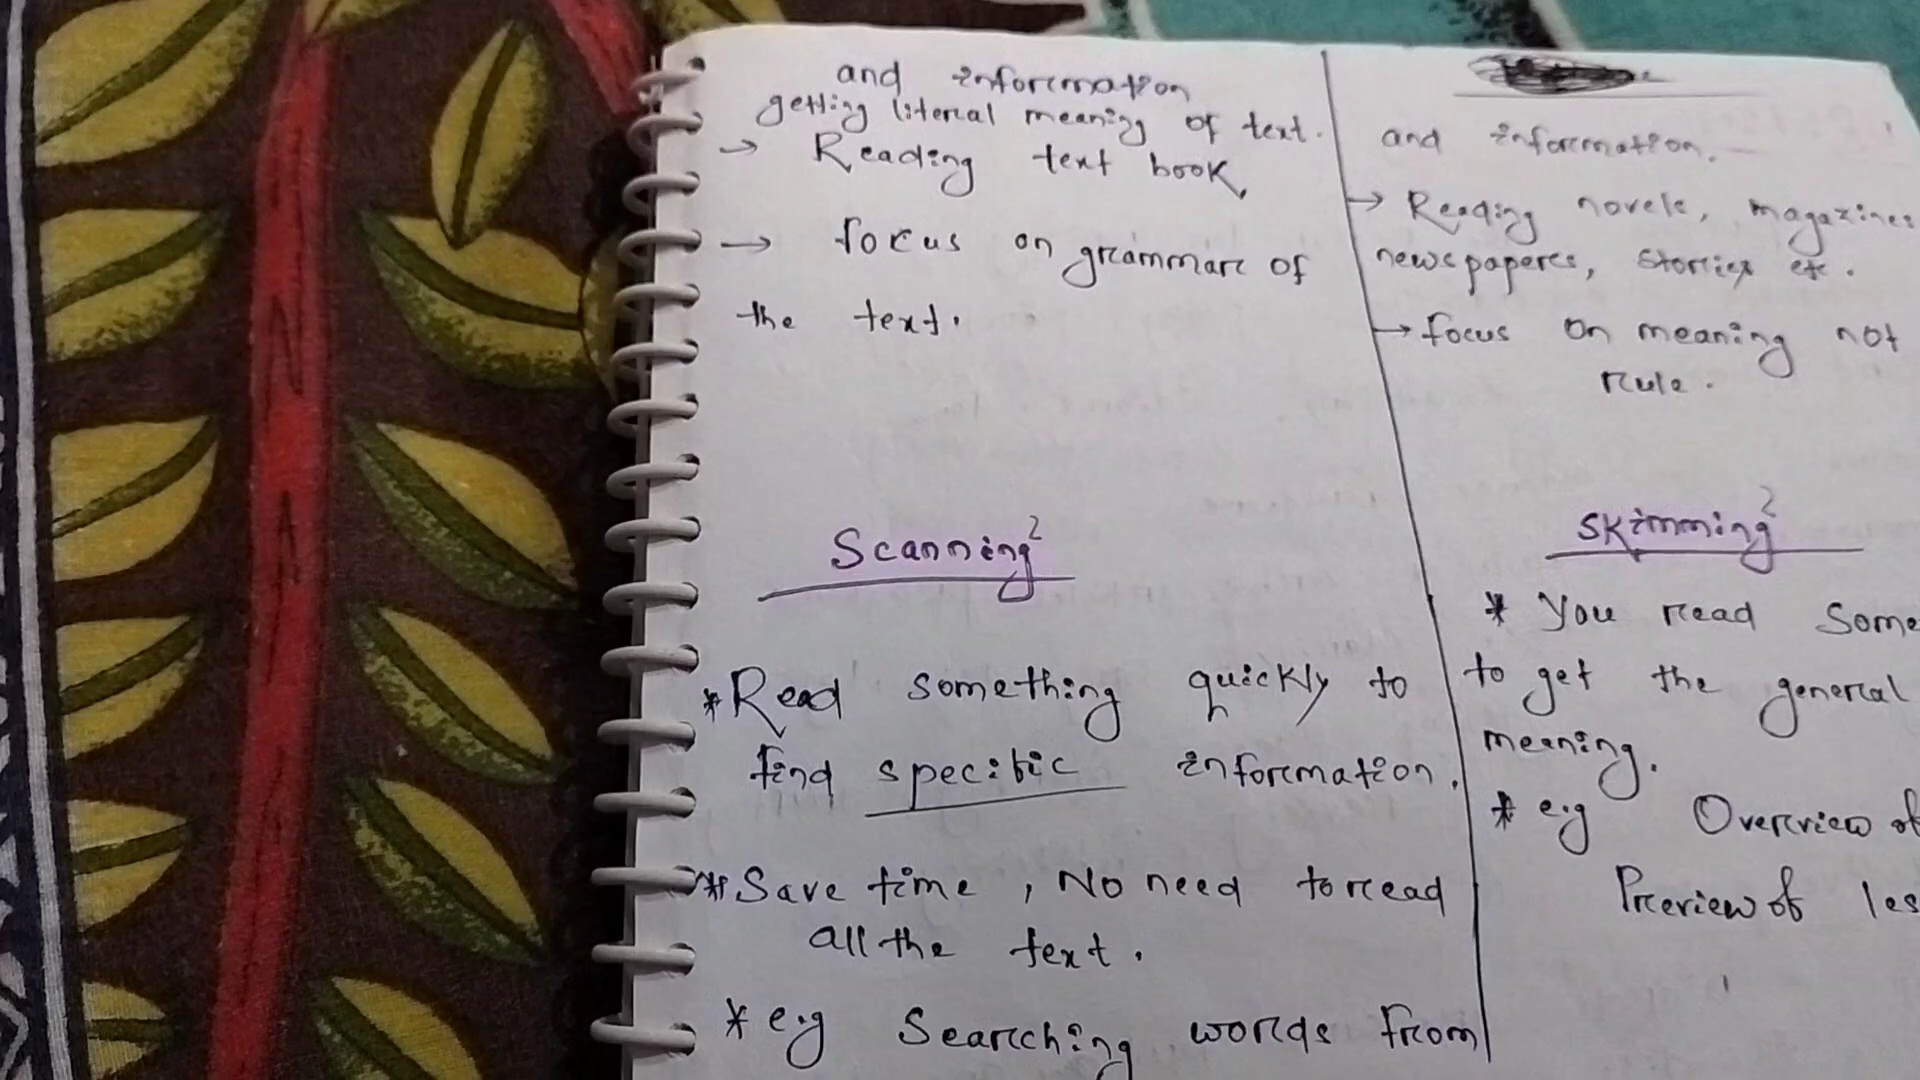 and information
getting literal meaning of text.
→ Reading text book,
→ focus on grammar of
the text.
and information.
→ Reading novels, magazines
newspapers, stories etc.
→ focus on meaning not
rule.
Scanning
* Read something quickly to
find specific information.
* Save time, No need to read
all the text.
* e.g Searching words from
Skimming
* You read Some
to get the general
meaning.
* e.g Overview of
Preview of les